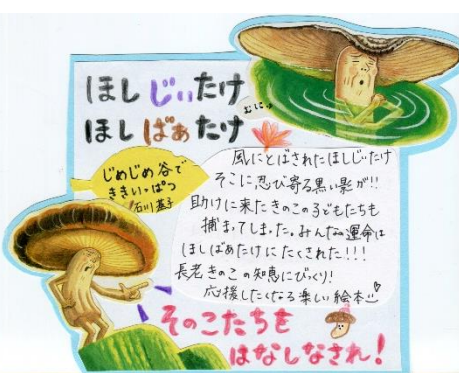 ほしじぃたけ
ほしばぁたけ
むにゅ
じめじめ谷で
ききいっぱつ
石川基子
風にとばされたほしじぃたけ
そこに忍び寄る黒い影が!!
助けに来たきのこの子どもたちも
捕まってしまった。みんなの運命は
ほしばぁたけにたくされた!!!
長老きのこの知恵にびっくり!
応援したくなる楽しい絵本
そのこたちを
はなしなされ!